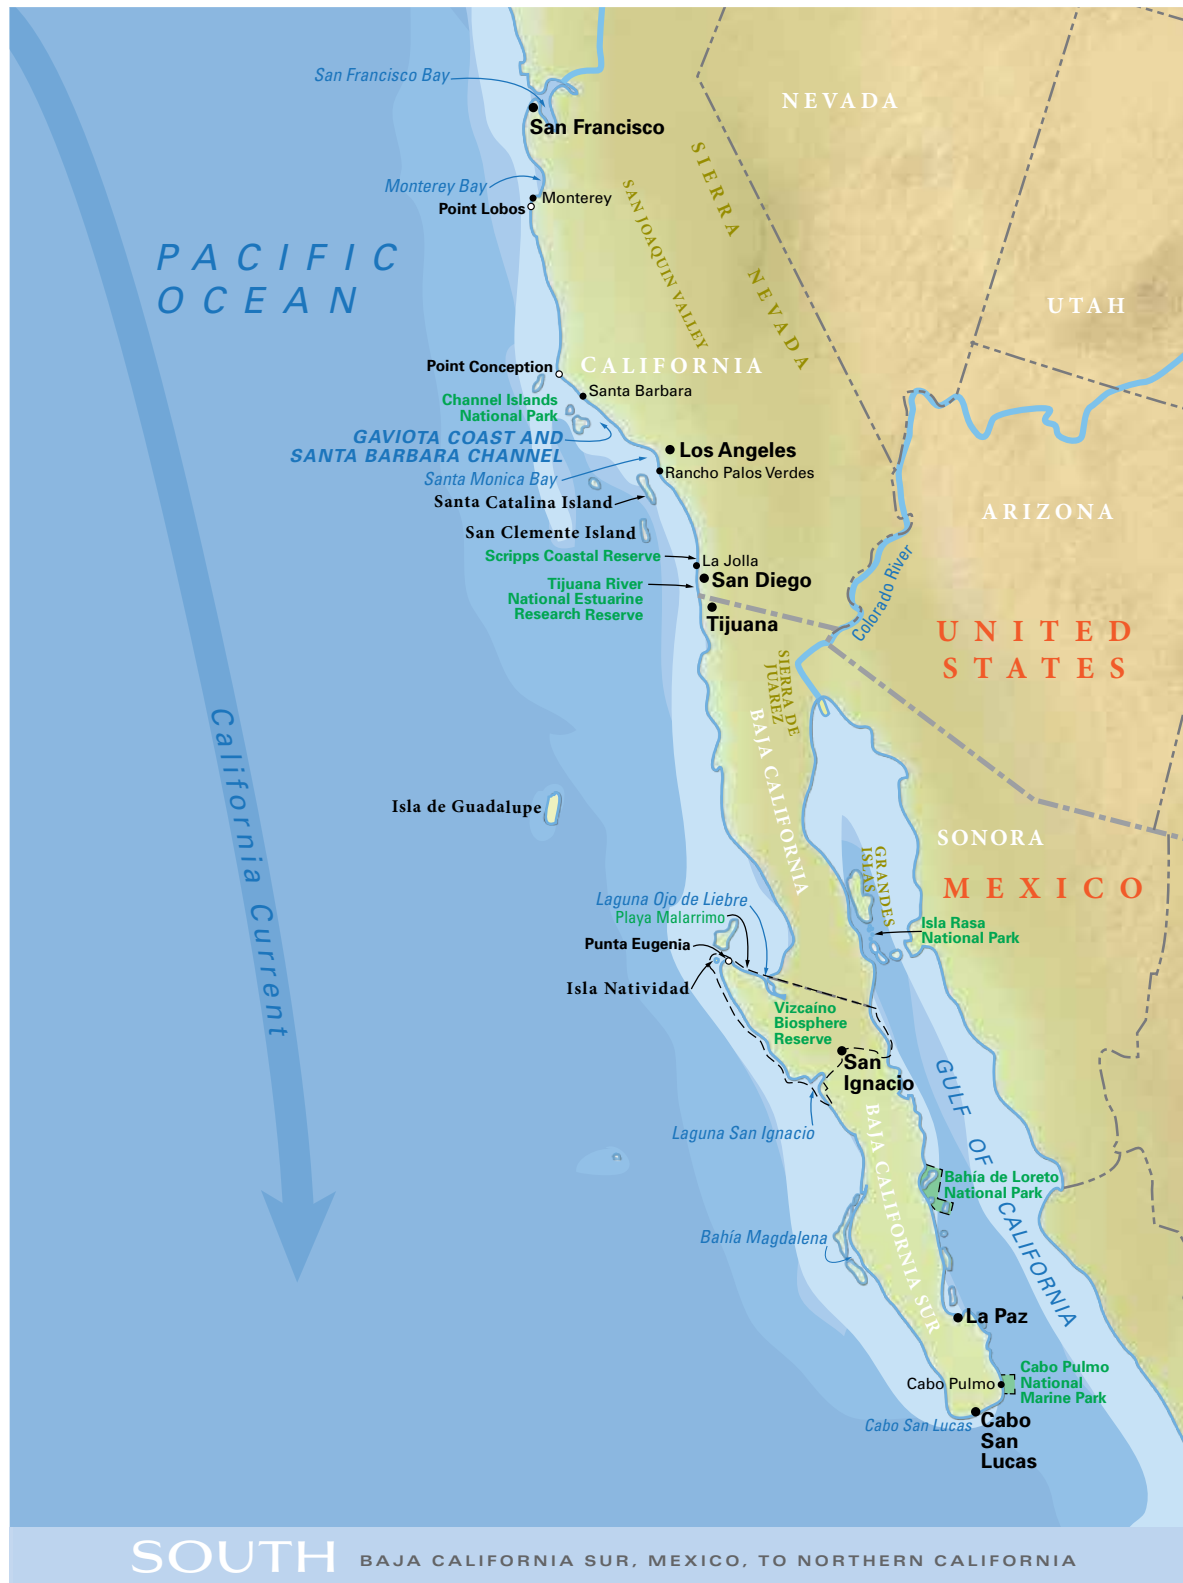 San Francisco Bay
NEVADA
San Francisco
SIERRA NEVADA
SAN JOAQUIN VALLEY
Monterey Bay
Monterey
Point Lobos
PACIFIC
OCEAN
UTAH
Point Conception
CALIFORNIA
Santa Barbara
Channel Islands
National Park
GAVIOTA COAST AND
SANTA BARBARA CHANNEL
Los Angeles
Santa Monica Bay
Rancho Palos Verdes
Santa Catalina Island
ARIZONA
San Clemente Island
Scripps Coastal Reserve
La Jolla
San Diego
Tijuana River
National Estuarine
Research Reserve
Colorado River
Tijuana
UNITED
STATES
SIERRA DE
JUAREZ
BAJA CALIFORNIA
California Current
Isla de Guadalupe
SONORA
GRANDES
ISLAS
MEXICO
Laguna Ojo de Liebre
Playa Malarrimo
Isla Rasa
National Park
Punta Eugenia
Isla Natividad
Vizcaíno
Biosphere
Reserve
San
Ignacio
GULF OF CALIFORNIA
Laguna San Ignacio
BAJA CALIFORNIA SUR
Bahía de Loreto
National Park
Bahía Magdalena
La Paz
Cabo Pulmo
Cabo Pulmo
National
Marine Park
Cabo San Lucas
Cabo
San
Lucas
SOUTH BAJA CALIFORNIA SUR, MEXICO, TO NORTHERN CALIFORNIA